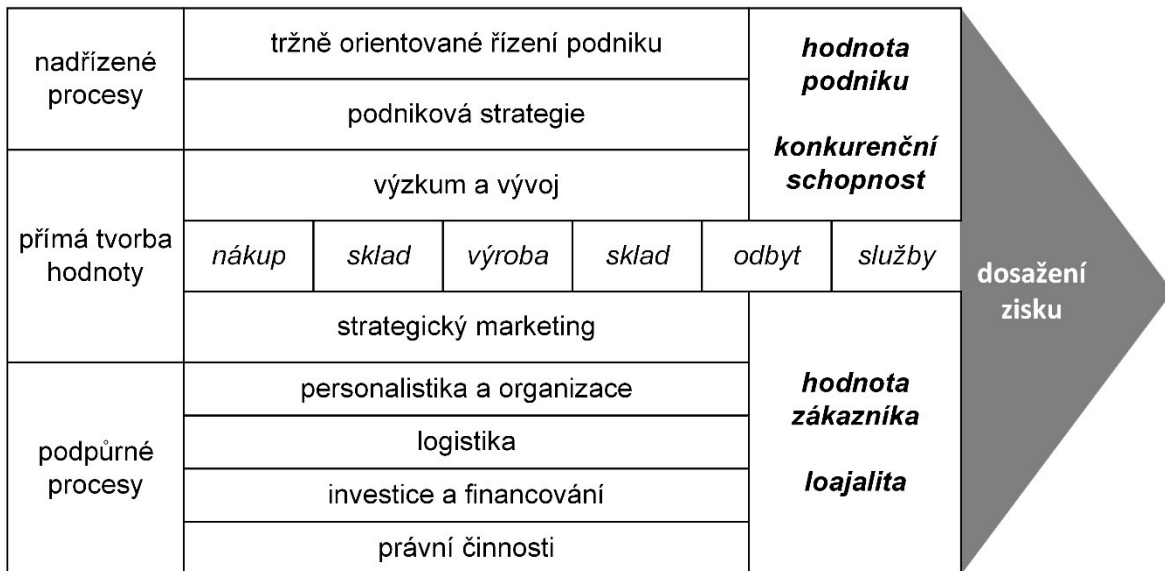 nadřízené
procesy
tržně orientované řízení podniku
podniková strategie
hodnota
podniku
konkurenční
schopnost
přímá tvorba
hodnoty
výzkum a vývoj
nákup
sklad
výroba
sklad
odbyt
služby
strategický marketing
podpůrné
procesy
personalistika a organizace
logistika
investice a financování
právní činnosti
hodnota
zákazníka
loajalita
dosažení
zisku